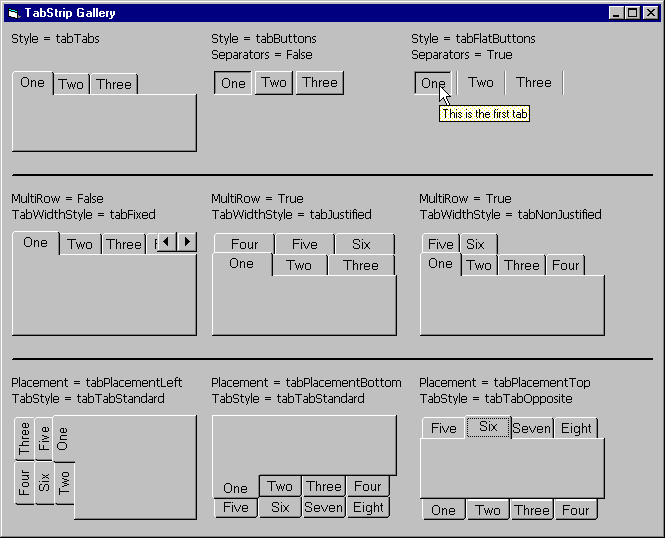 TabStrip Gallery
Style = tabTabs
One Two Three
Style = tabButtons
Separators = False
One Two Three
Style = tabFlatButtons
Separators = True
One Two Three
This is the first tab
MultiRow = False
TabWidthStyle = tabFixed
One Two Three
MultiRow = True
TabWidthStyle = tabJustified
Four Five Six
One Two Three
MultiRow = True
TabWidthStyle = tabNonJustified
Five Six
One Two Three Four
Placement = tabPlacementLeft
TabStyle = tabTabStandard
Three Five One
Four Six Two
Placement = tabPlacementBottom
TabStyle = tabTabStandard
One Two Three Four
Five Six Seven Eight
Placement = tabPlacementTop
TabStyle = tabTabOpposite
Five Six Seven Eight
One Two Three Four